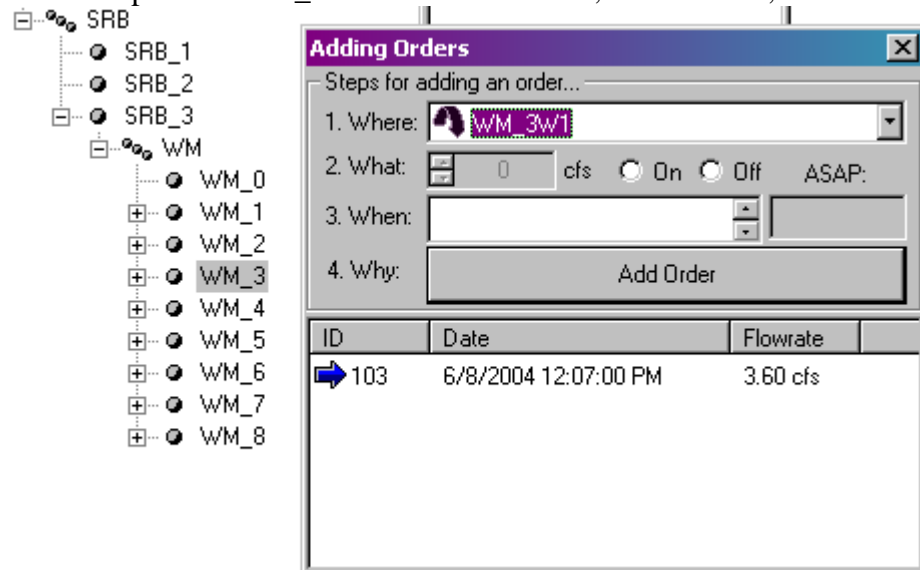 SRB
SRB_1
SRB_2
SRB_3
WM
WM_0
WM_1
WM_2
WM_3
WM_4
WM_5
WM_6
WM_7
WM_8
Adding Orders
Steps for adding an order...
1. Where: WM_3W1
2. What: 0 cfs On Off ASAP:
3. When:
4. Why: Add Order
ID Date Flowrate
103 6/8/2004 12:07:00 PM 3.60 cfs